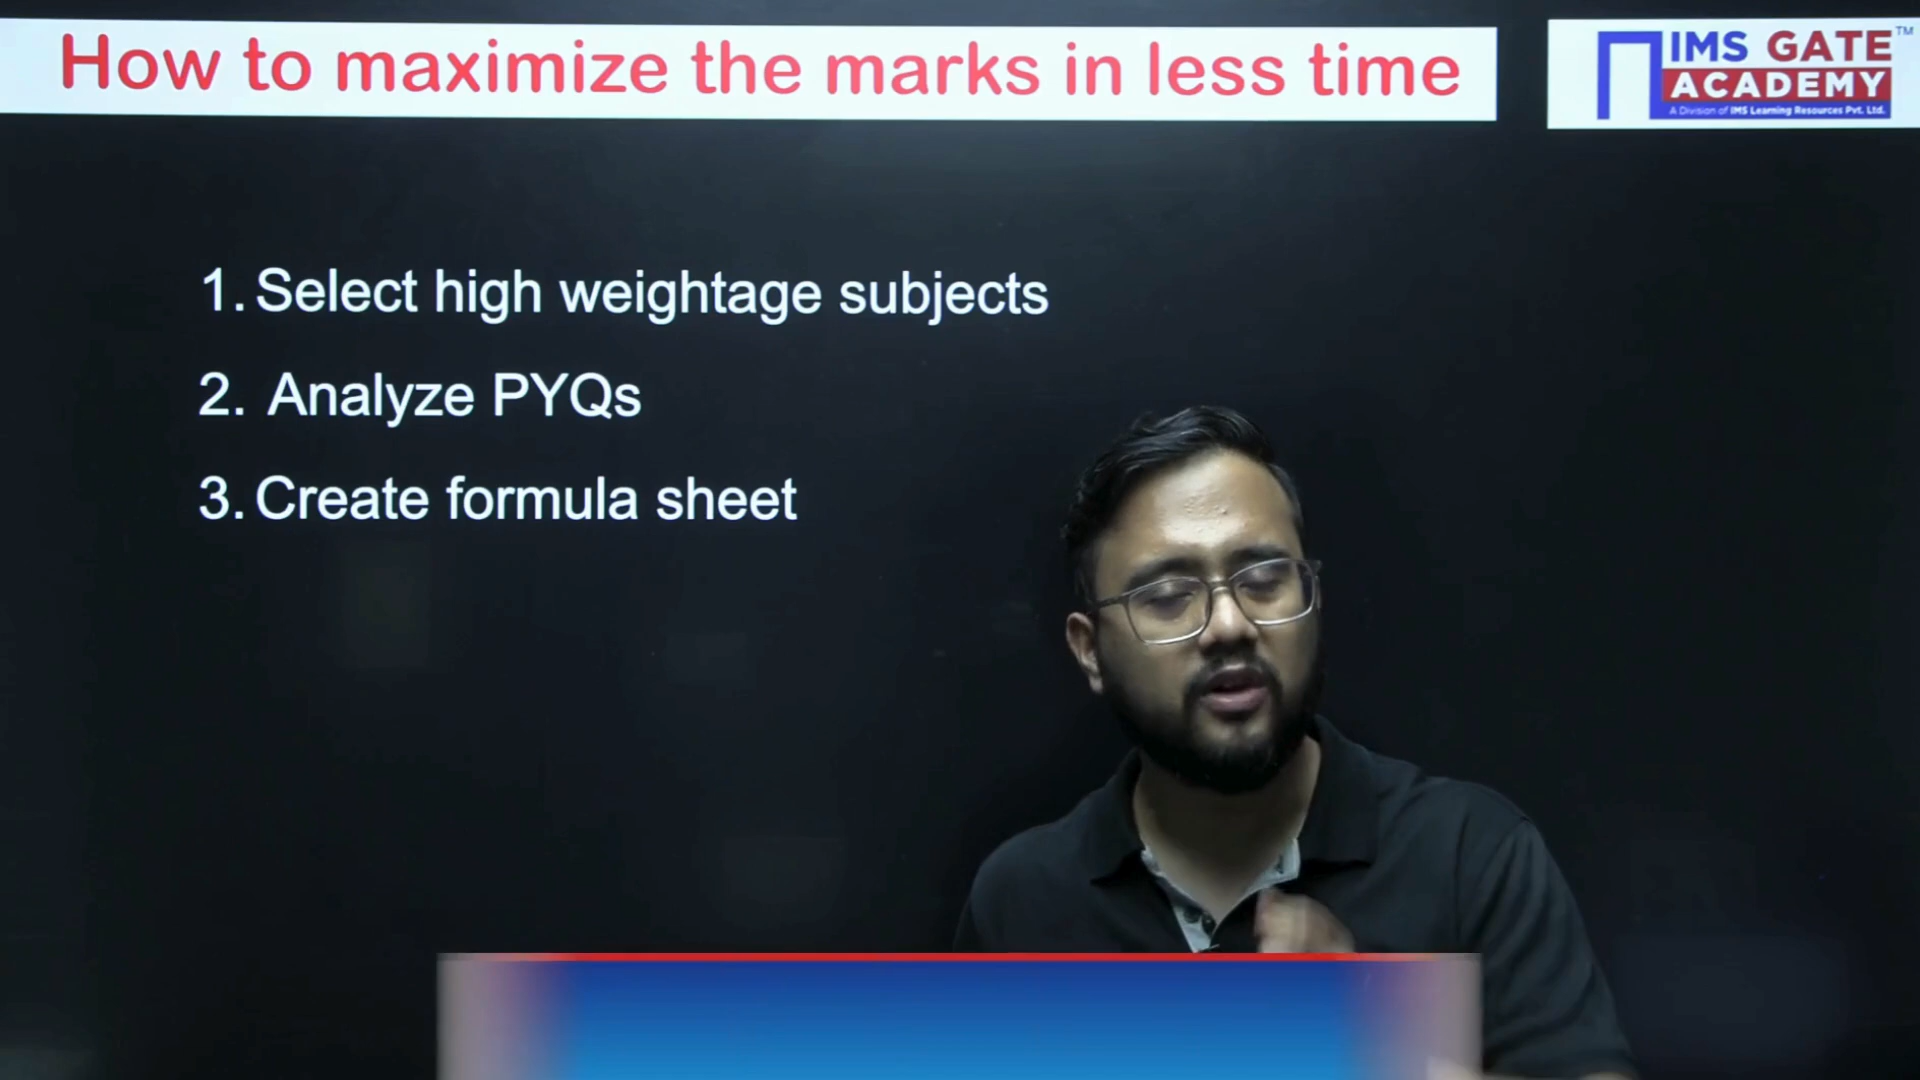 How to maximize the marks in less time
IMS GATE ACADEMY TM
A Division of IMS Learning Resources Pvt. Ltd.
1. Select high weightage subjects
2. Analyze PYQs
3. Create formula sheet